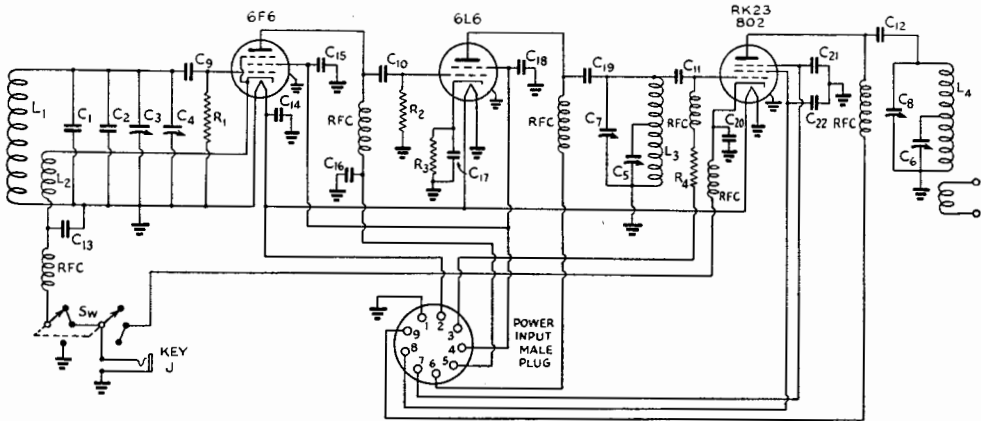 6F6
6L6
RK23
802
C12
C9
C15
C10
C18
C19
C11
C21
L1
C1
C2
C3
C4
R1
C14
RFC
R2
RFC
C7
L3
RFC
C20
C22
RFC
C8
L4
L2
C16
R3
C17
C5
R4
RFC
C6
C13
RFC
Sw
KEY
J
1
2
3
4
5
6
7
8
9
POWER
INPUT
MALE
PLUG